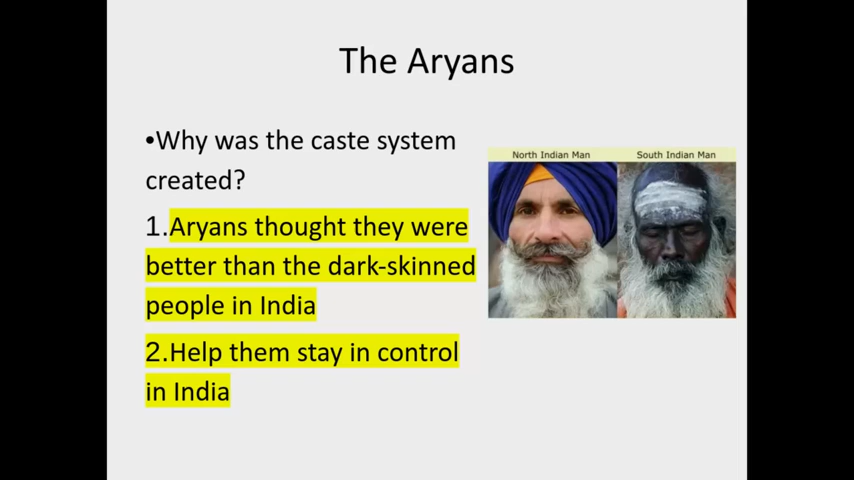 The Aryans
•Why was the caste system
created?
1.Aryans thought they were
better than the dark-skinned
people in India
2.Help them stay in control
in India
North Indian Man
South Indian Man